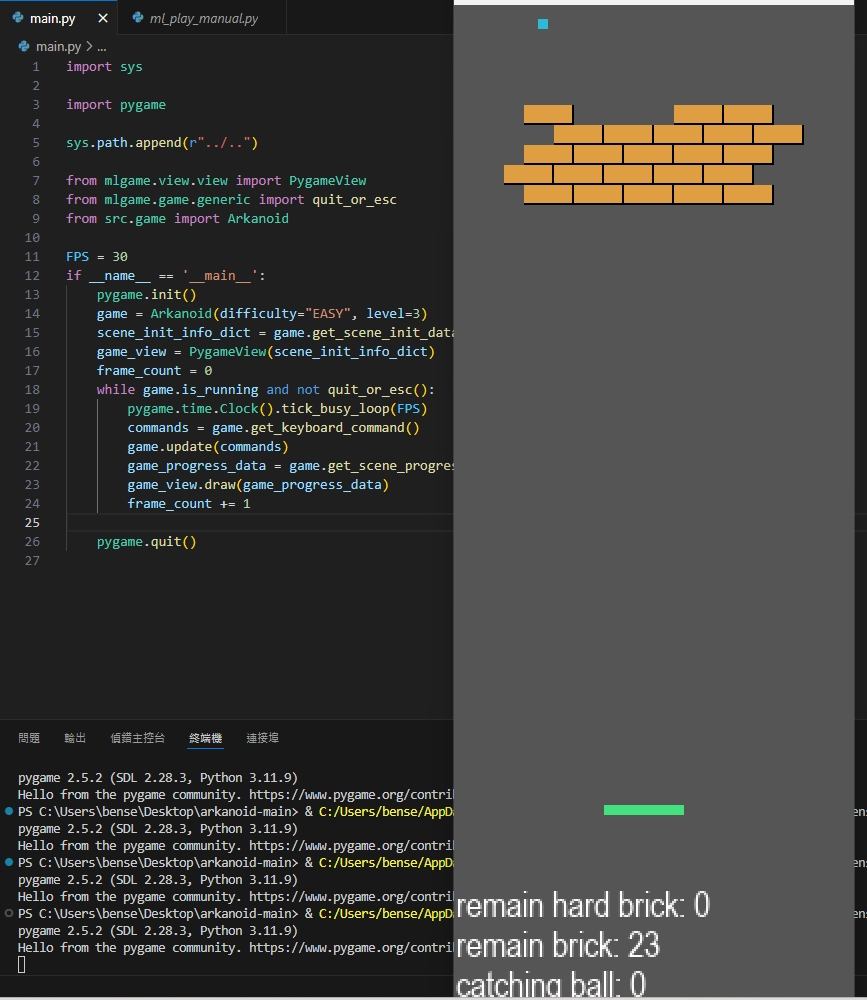 main.py
ml_play_manual.py
main.py > ...
1 import sys
2
3 import pygame
4
5 sys.path.append(r"../..")
6
7 from mlgame.view.view import PygameView
8 from mlgame.game.generic import quit_or_esc
9 from src.game import Arkanoid
10
11 FPS = 30
12 if __name__ == '__main__':
13 pygame.init()
14 game = Arkanoid(difficulty="EASY", level=3)
15 scene_init_info_dict = game.get_scene_init_data
16 game_view = PygameView(scene_init_info_dict)
17 frame_count = 0
18 while game.is_running and not quit_or_esc():
19 pygame.time.Clock().tick_busy_loop(FPS)
20 commands = game.get_keyboard_command()
21 game.update(commands)
22 game_progress_data = game.get_scene_progres
23 game_view.draw(game_progress_data)
24 frame_count += 1
25
26 pygame.quit()
27
問題 輸出 偵錯主控台 終端機 連接埠
pygame 2.5.2 (SDL 2.28.3, Python 3.11.9)
Hello from the pygame community. https://www.pygame.org/contri
PS C:\Users\bense\Desktop\arkanoid-main> & C:/Users/bense/AppD
pygame 2.5.2 (SDL 2.28.3, Python 3.11.9)
Hello from the pygame community. https://www.pygame.org/contri
PS C:\Users\bense\Desktop\arkanoid-main> & C:/Users/bense/AppD
pygame 2.5.2 (SDL 2.28.3, Python 3.11.9)
Hello from the pygame community. https://www.pygame.org/contri
PS C:\Users\bense\Desktop\arkanoid-main> & C:/Users/bense/AppD
pygame 2.5.2 (SDL 2.28.3, Python 3.11.9)
Hello from the pygame community. https://www.pygame.org/contri
remain hard brick: 0
remain brick: 23
catching ball: 0